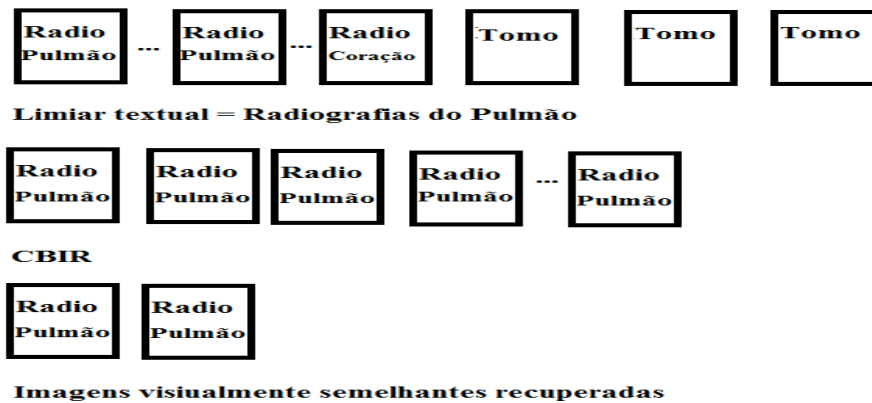 Radio Radio Radio Tomo Tomo Tomo
Pulmão ... Pulmão ... Coração
Limiar textual = Radiografias do Pulmão
Radio Radio Radio Radio Radio
Pulmão Pulmão Pulmão Pulmão ... Pulmão
CBIR
Radio Radio
Pulmão Pulmão
Imagens visiualmente semelhantes recuperadas